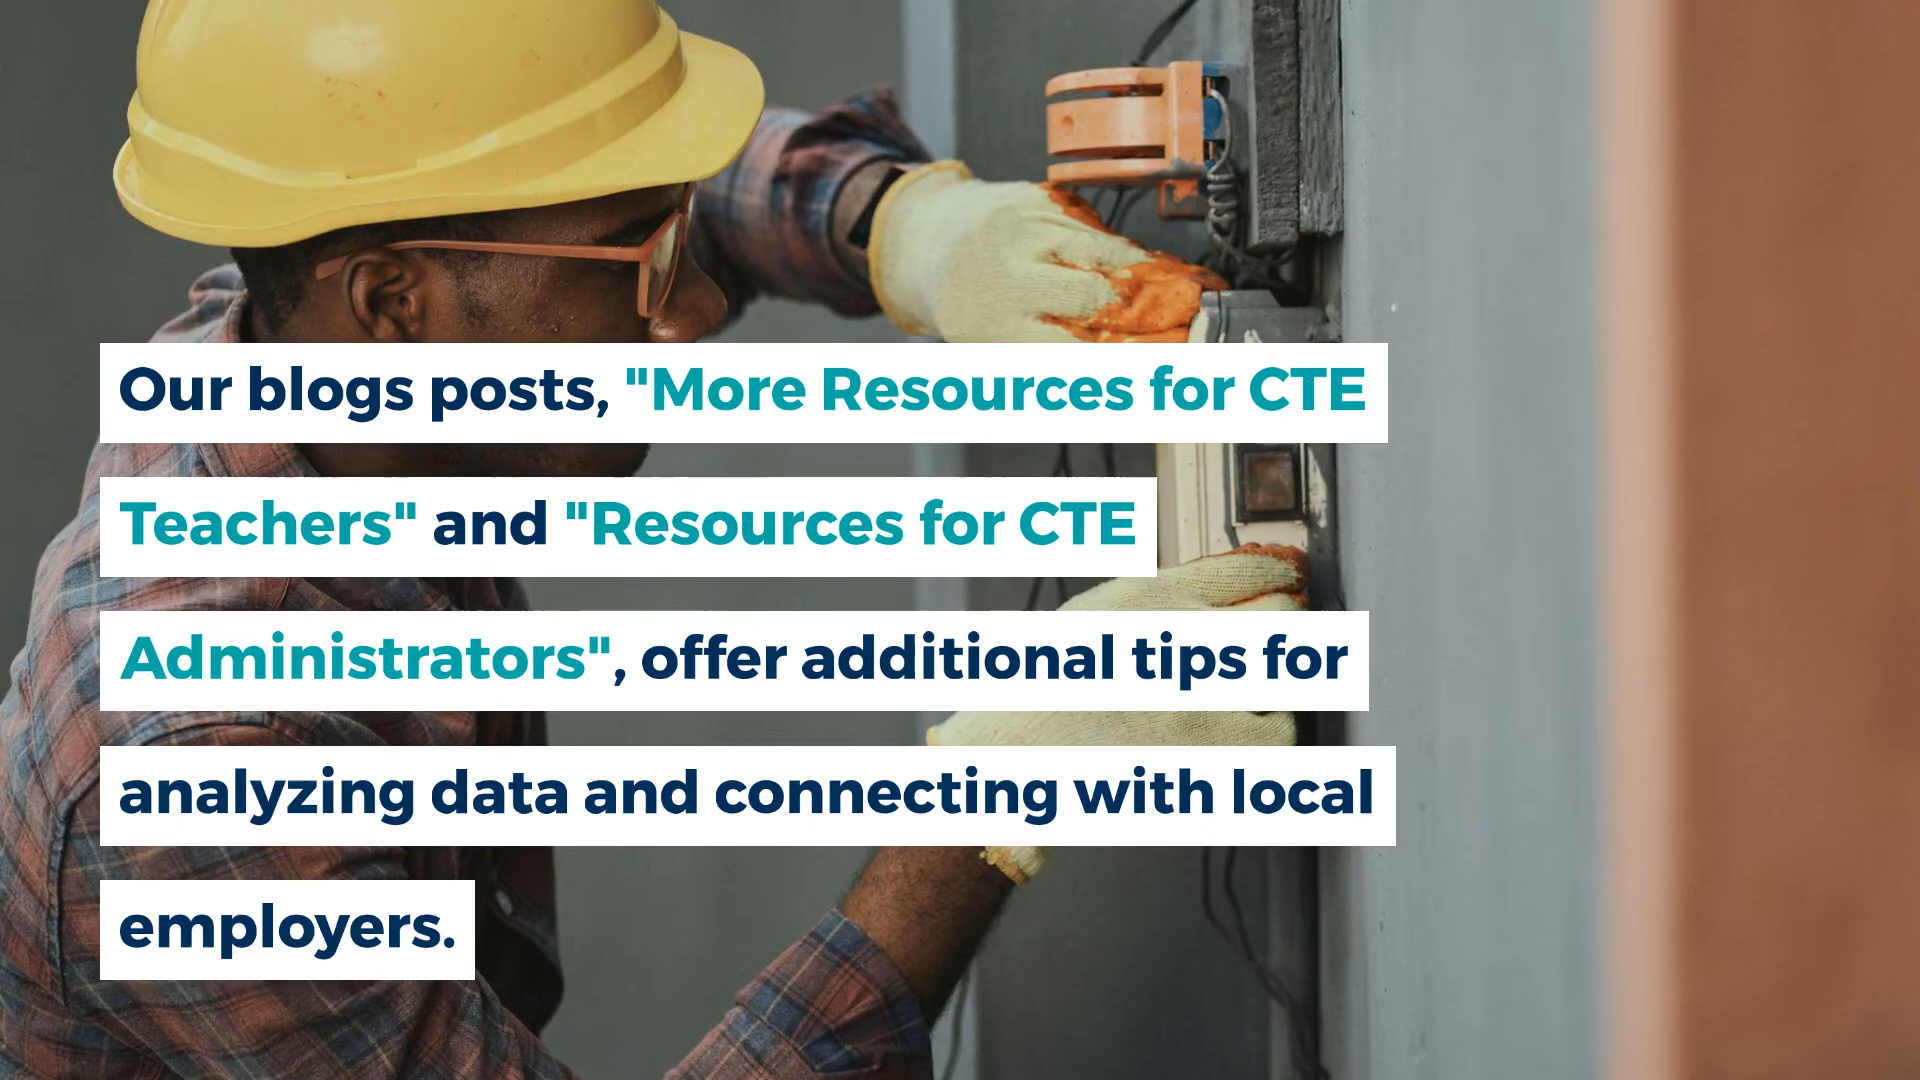 Our blogs posts, "More Resources for CTE
Teachers" and "Resources for CTE
Administrators", offer additional tips for
analyzing data and connecting with local
employers.